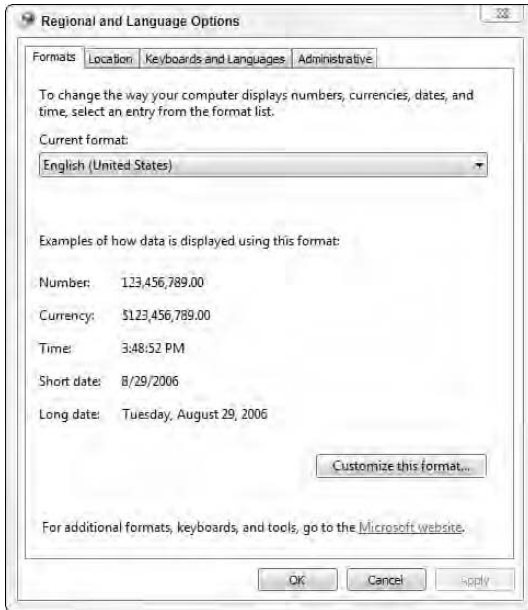 Regional and Language Options
Formats Location Keyboards and Languages Administrative
To change the way your computer displays numbers, currencies, dates, and
time, select an entry from the format list.
Current format:
English (United States)
Examples of how data is displayed using this format:
Number: 123,456,789.00
Currency: $123,456,789.00
Time: 3:48:52 PM
Short date: 8/29/2006
Long date: Tuesday, August 29, 2006
Customize this format...
For additional formats, keyboards, and tools, go to the Microsoft website.
OK Cancel Apply